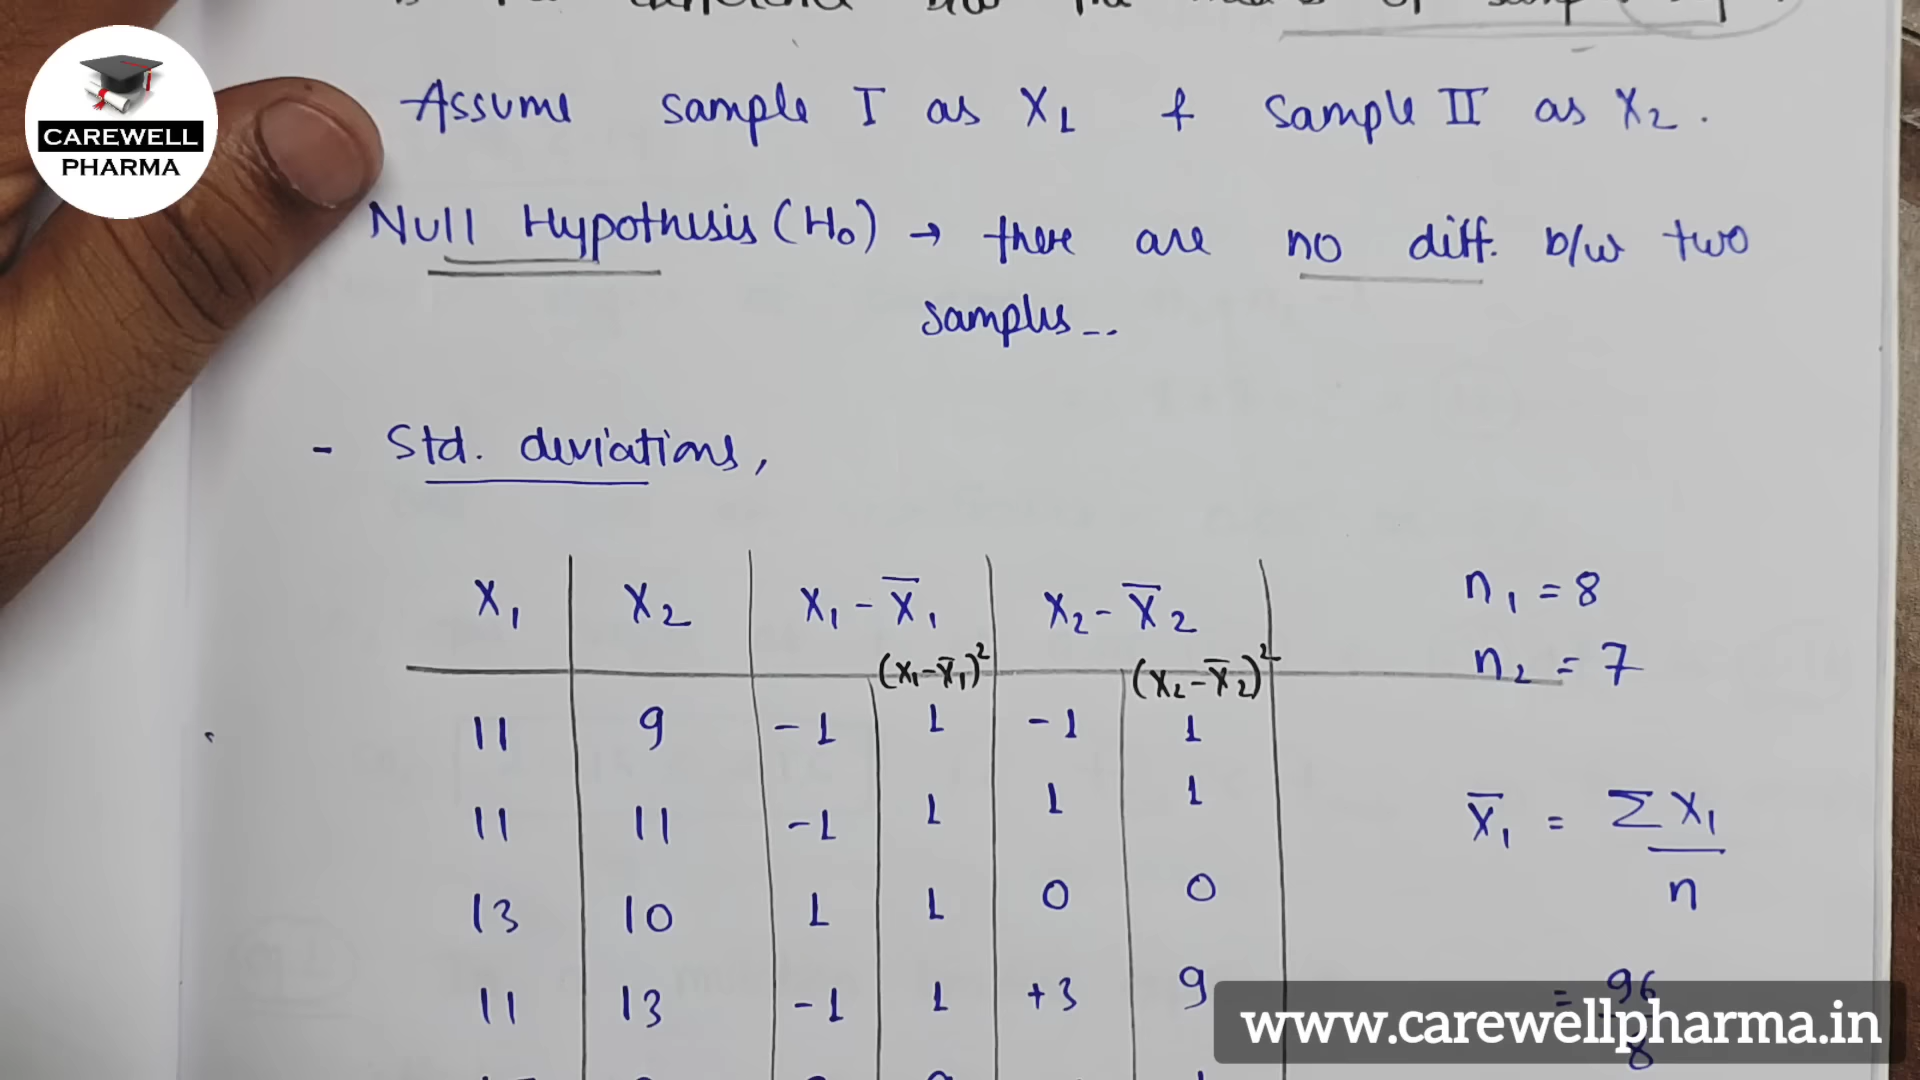 CAREWELL
PHARMA
Assume sample I as X1 & sample II as X2.
Null Hypothesis (H0) → there are no diff. b/w two
samples...
- Std. deviations,
X1 X2 X1 - X̅1 X2 - X̅2
(X1-X̅1)² (X2-X̅2)²
11 9 -1 1 -1 1
11 11 -1 1 1 1
13 10 1 1 0 0
11 13 -1 1 +3 9
n1 = 8
n2 = 7
X̅1 = ΣX1
n
= 96
8
www.carewellpharma.in